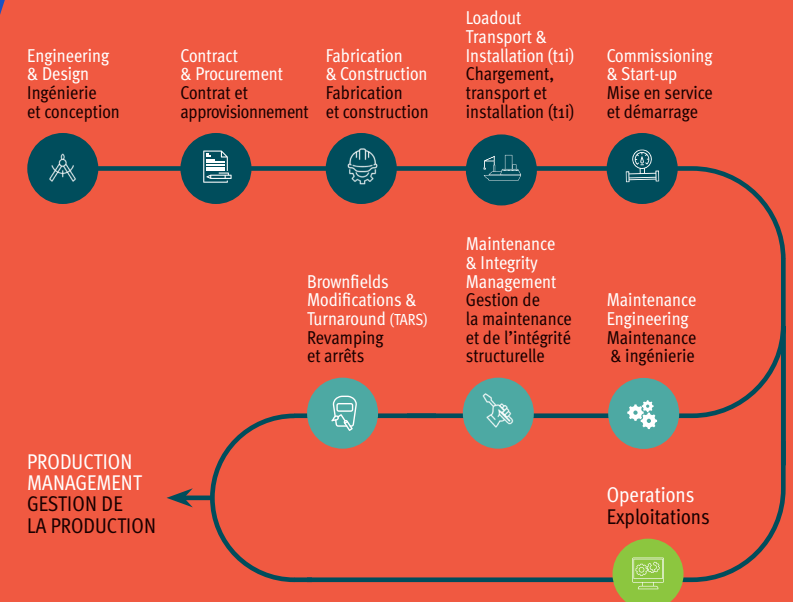 Engineering
& Design
Ingénierie
et conception
Contract
& Procurement
Contrat et
approvisionnement
Fabrication
& Construction
Fabrication
et construction
Loadout
Transport &
Installation (t1i)
Chargement,
transport et
installation (t1i)
Commissioning
& Start-up
Mise en service
et démarrage
Brownfields
Modifications &
Turnaround (TARS)
Revamping
et arrêts
Maintenance
& Integrity
Management
Gestion de
la maintenance
et de l'intégrité
structurelle
Maintenance
Engineering
Maintenance
& ingénierie
PRODUCTION
MANAGEMENT
GESTION DE
LA PRODUCTION
Operations
Exploitations